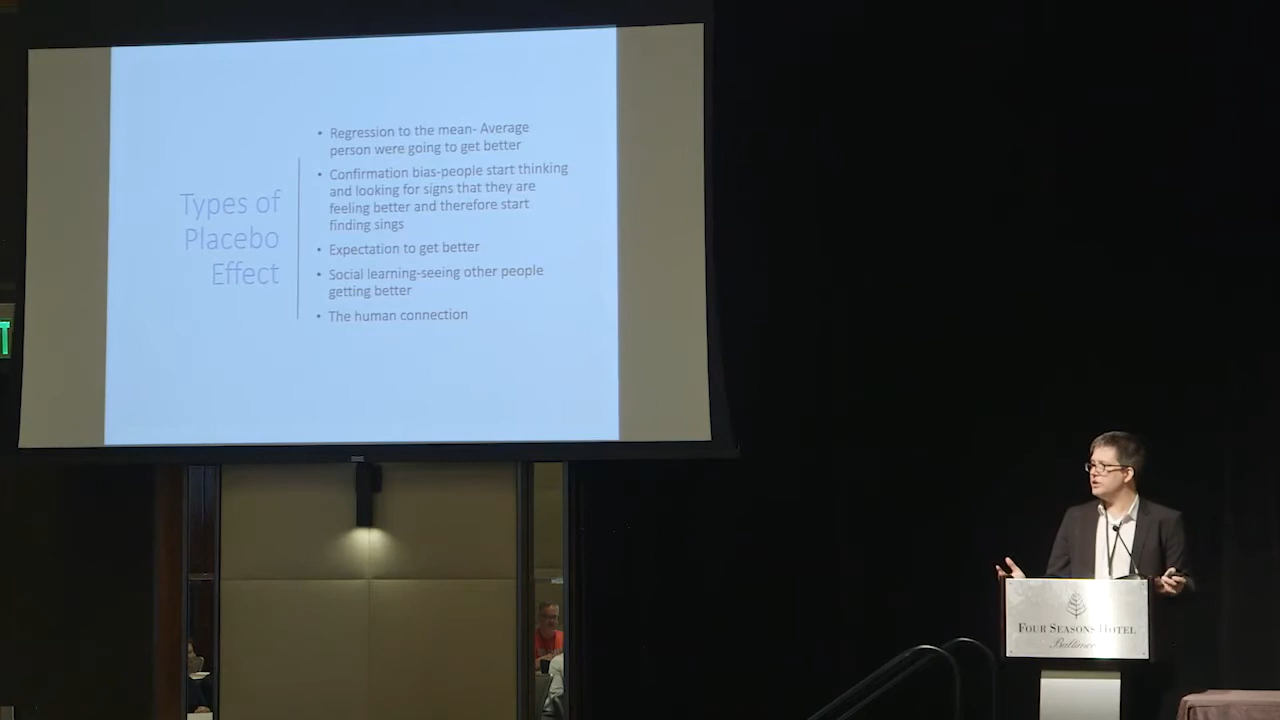 Types of
Placebo
Effect
• Regression to the mean- Average
person were going to get better
• Confirmation bias-people start thinking
and looking for signs that they are
feeling better and therefore start
finding sings
• Expectation to get better
• Social learning-seeing other people
getting better
• The human connection
T
FOUR SEASONS HOTEL
Baltimore